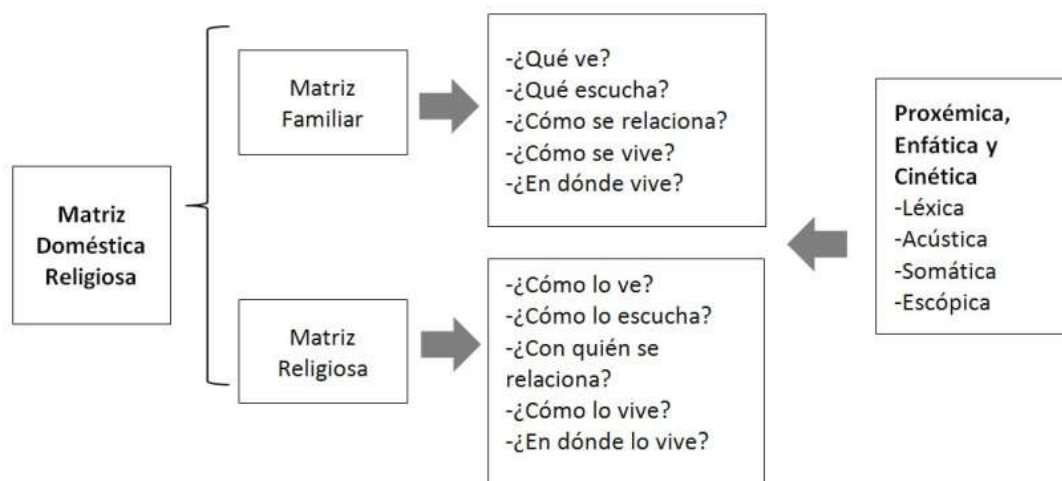 Matriz
Doméstica
Religiosa
Matriz
Familiar
-¿Qué ve?
-¿Qué escucha?
-¿Cómo se relaciona?
-¿Cómo se vive?
-¿En dónde vive?
Matriz
Religiosa
-¿Cómo lo ve?
-¿Cómo lo escucha?
-¿Con quién se
relaciona?
-¿Cómo lo vive?
-¿En dónde lo vive?
Proxémica,
Enfática y
Cinética
-Léxica
-Acústica
-Somática
-Escópica